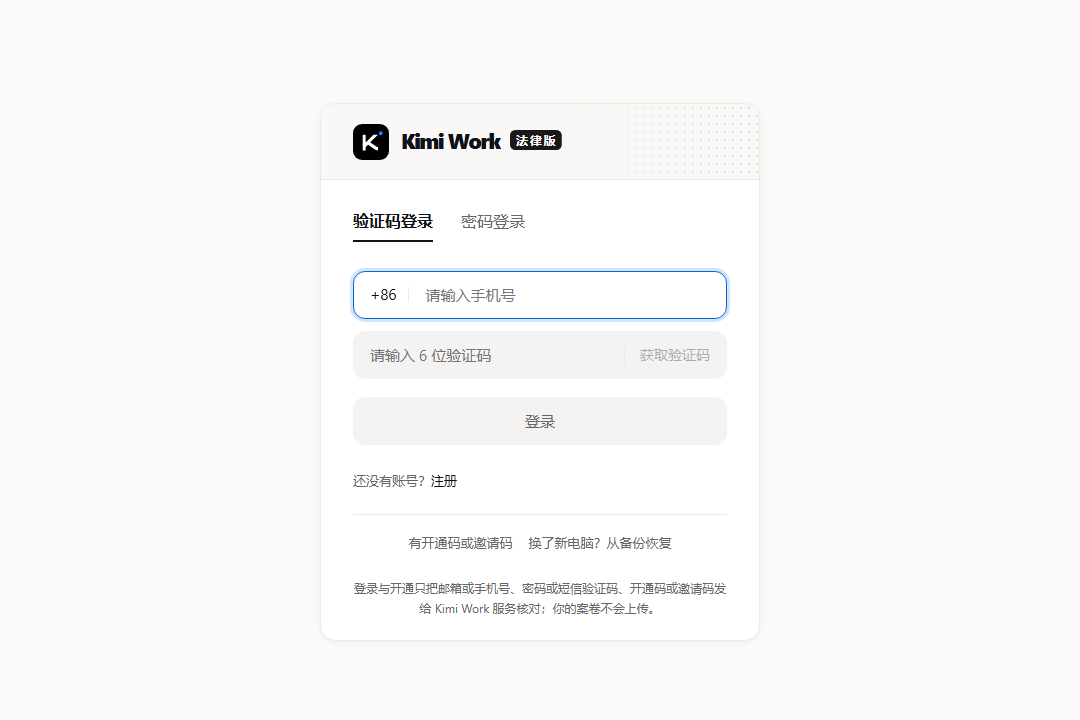 Kimi Work 法律版
验证码登录 密码登录
+86 请输入手机号
请输入 6 位验证码 获取验证码
登录
还没有账号？注册
有开通码或邀请码 换了新电脑？从备份恢复
登录与开通只把邮箱或手机号、密码或短信验证码、开通码或邀请码发
给 Kimi Work 服务核对；你的案卷不会上传。